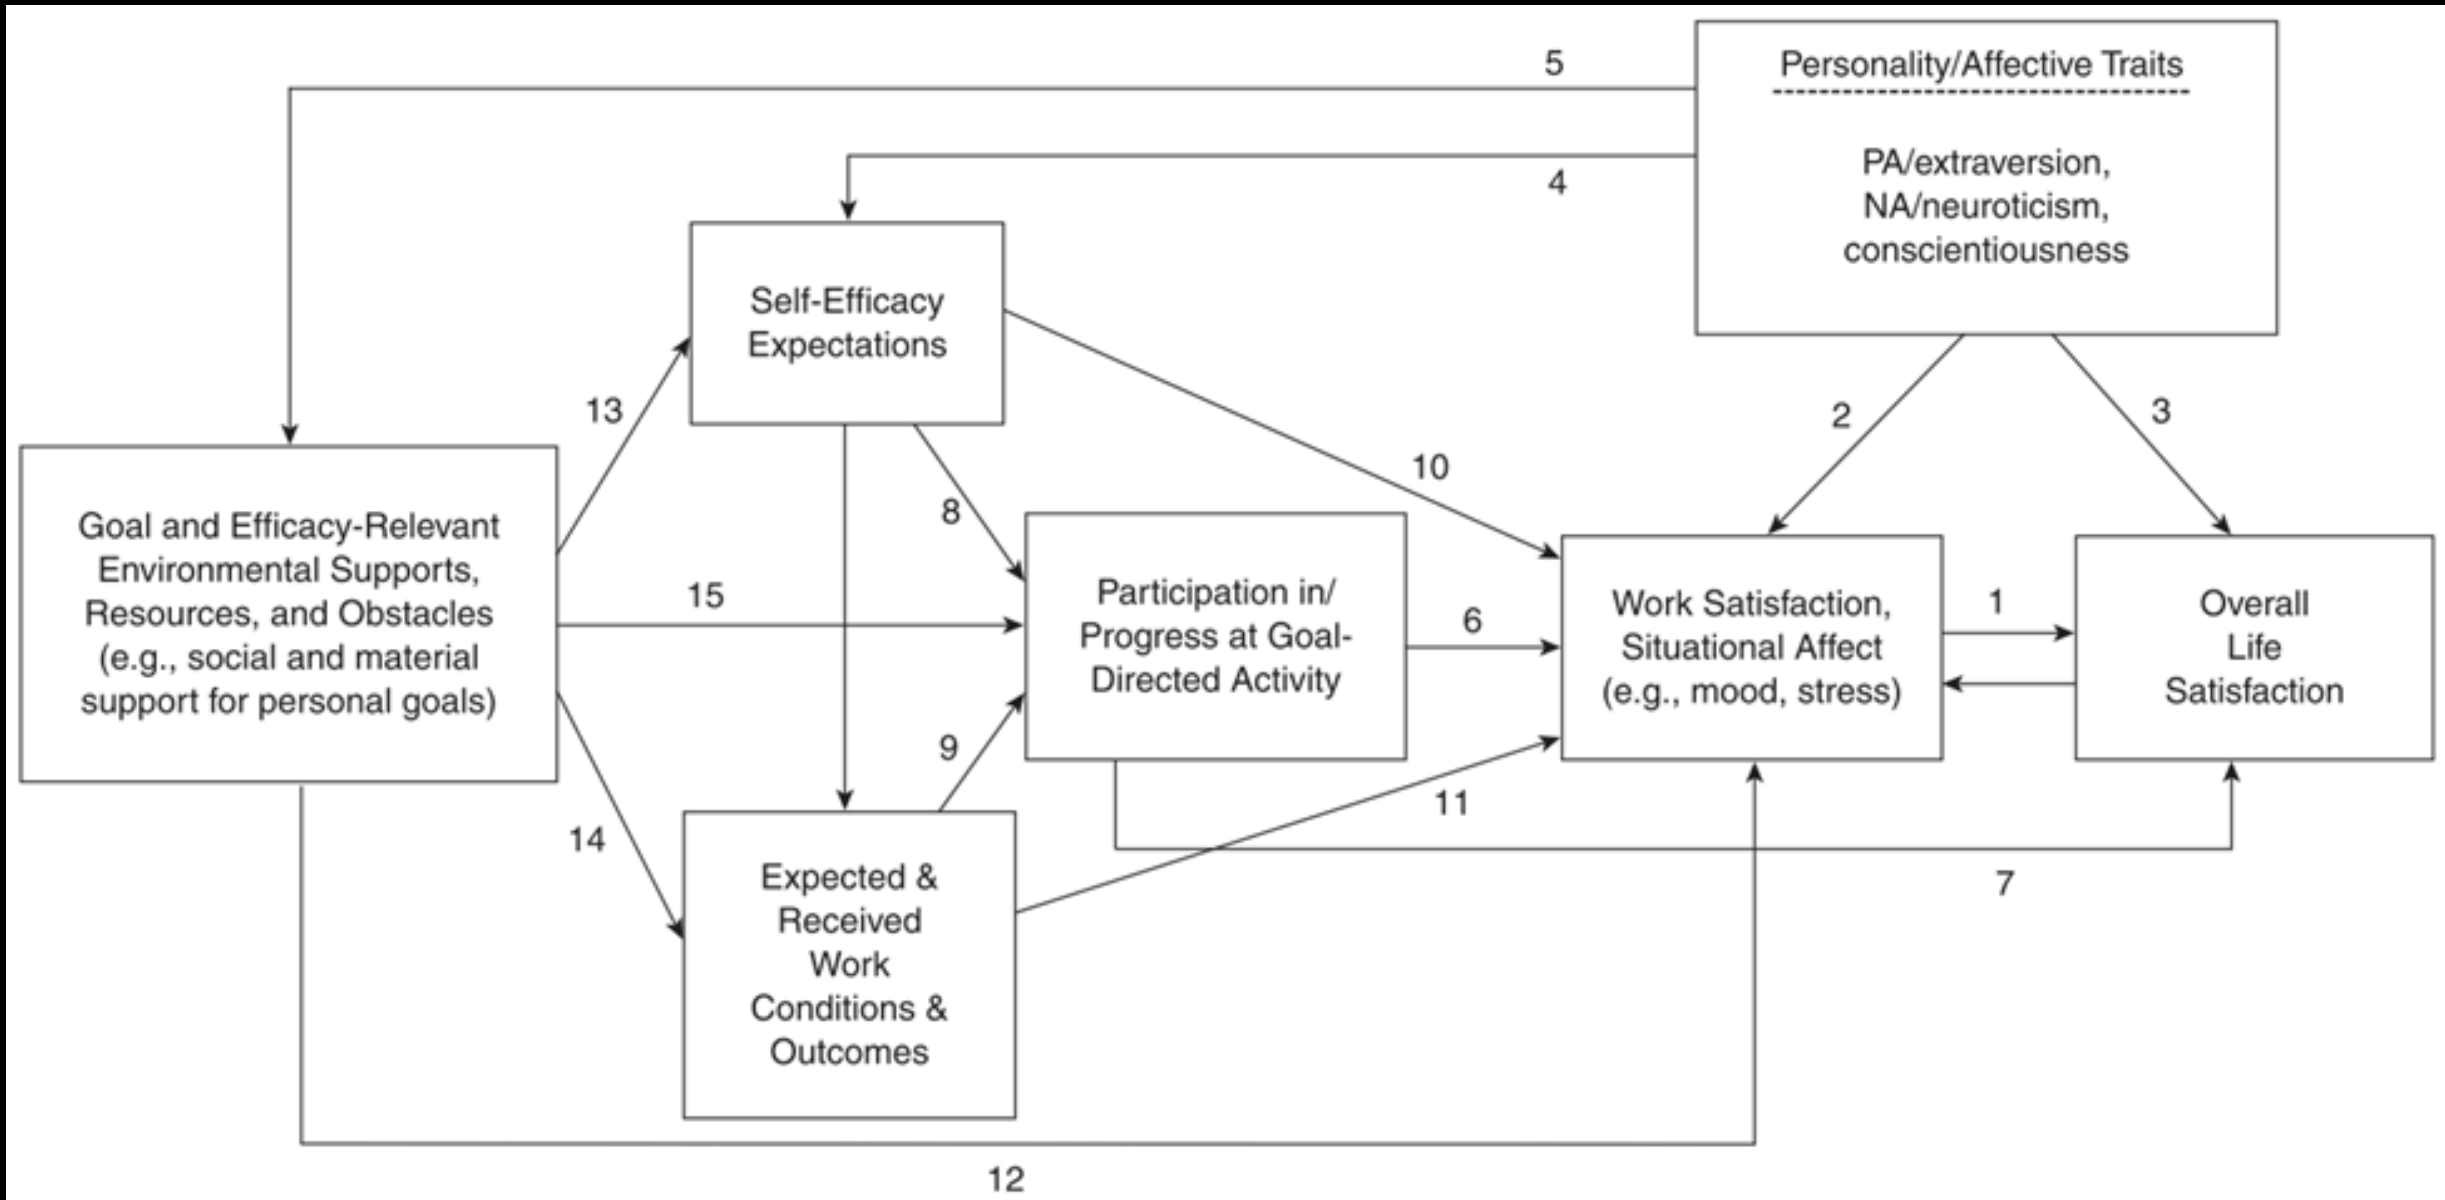 5
Personality/Affective Traits
PA/extraversion,
NA/neuroticism,
conscientiousness
4
Self-Efficacy
Expectations
13
10
2
3
Goal and Efficacy-Relevant
Environmental Supports,
Resources, and Obstacles
(e.g., social and material
support for personal goals)
8
15
Participation in/
Progress at Goal-
Directed Activity
6
Work Satisfaction,
Situational Affect
(e.g., mood, stress)
1
Overall
Life
Satisfaction
9
14
11
7
Expected &
Received
Work
Conditions &
Outcomes
12